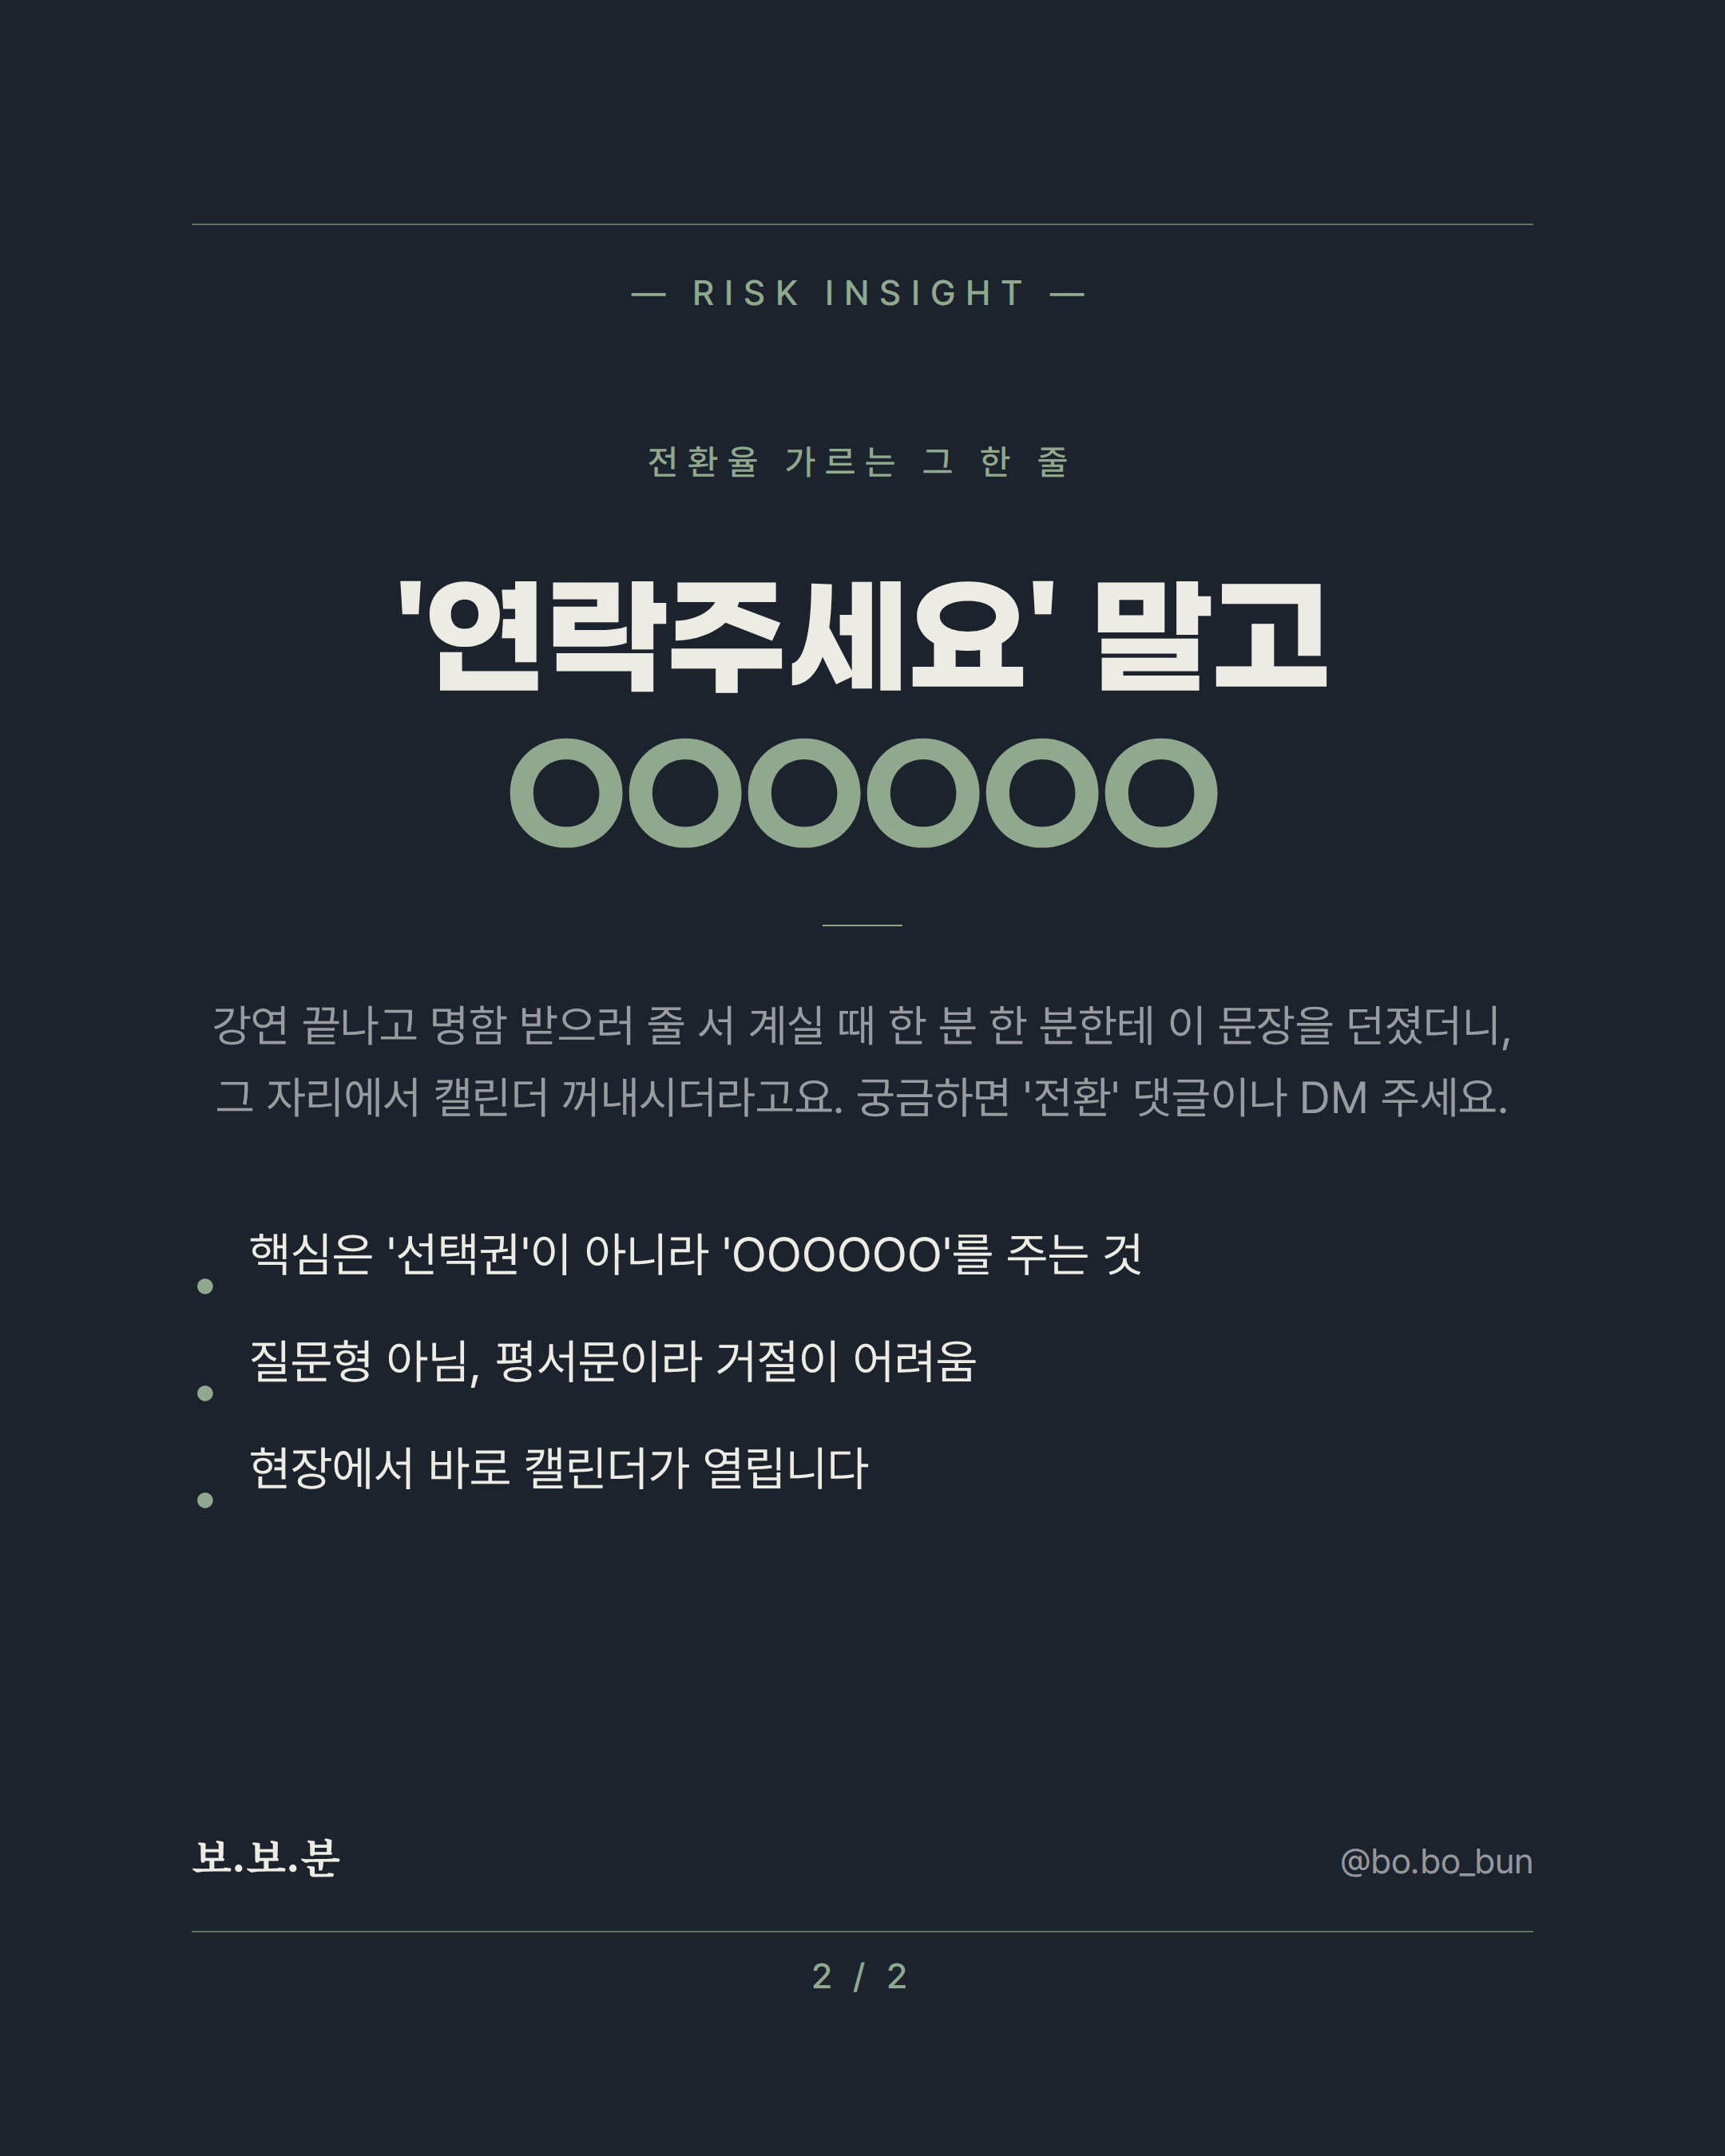 — RISK INSIGHT —
전환율 가르는 그 한 줄
'연락주세요' 말고
OOOOOO
강연 끝나고 명함 받으러 줄 서 계실 때 한 분 한 분한테 이 문장을 던졌더니,
그 자리에서 캘린더 꺼내시더라고요. 궁금하면 '전환' 댓글이나 DM 주세요.
• 핵심은 '선택권'이 아니라 'OOOOOO'를 주는 것
• 질문형 아님, 평서문이라 거절이 어려움
• 현장에서 바로 캘린더가 열립니다
보.보.분
@bo.bo_bun
2 / 2